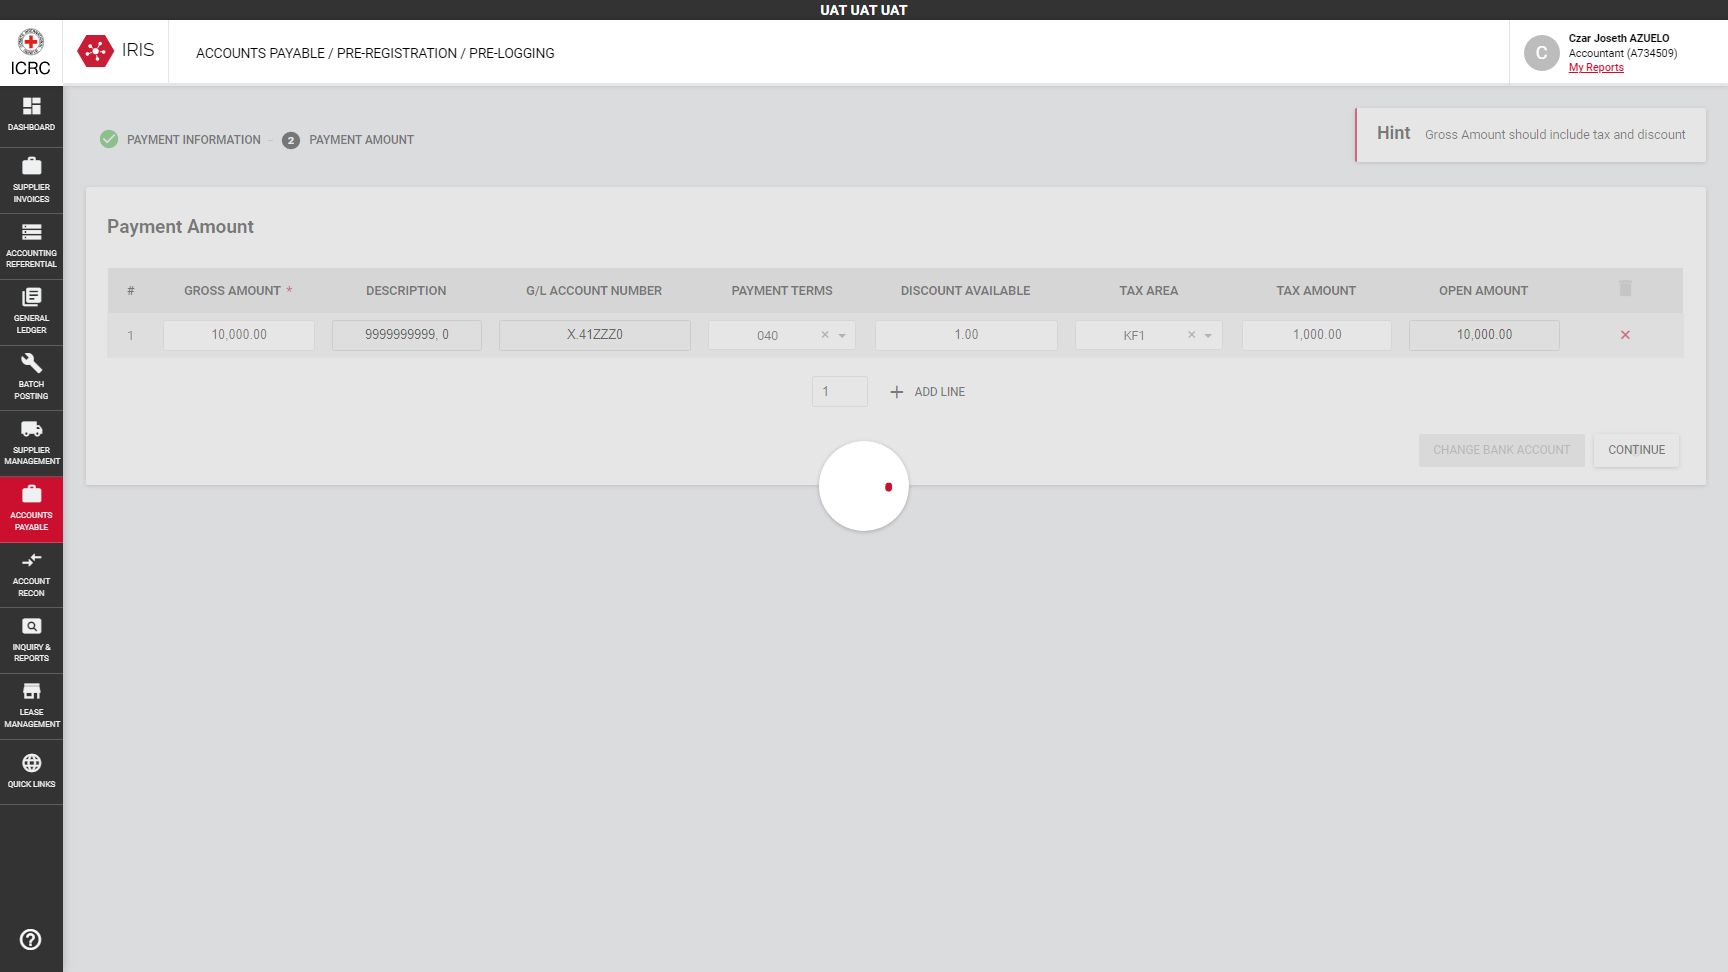 UAT UAT UAT
ICRC
IRIS
ACCOUNTS PAYABLE / PRE-REGISTRATION / PRE-LOGGING
C
Czar Joseth AZUELO
Accountant (A734509)
My Reports
DASHBOARD
SUPPLIER
INVOICES
ACCOUNTING
REFERENTIAL
GENERAL
LEDGER
BATCH
POSTING
SUPPLIER
MANAGEMENT
ACCOUNTS
PAYABLE
ACCOUNT
RECON
INQUIRY &
REPORTS
LEASE
MANAGEMENT
QUICK LINKS
PAYMENT INFORMATION
2 PAYMENT AMOUNT
Hint Gross Amount should include tax and discount
Payment Amount
# GROSS AMOUNT * DESCRIPTION G/L ACCOUNT NUMBER PAYMENT TERMS DISCOUNT AVAILABLE TAX AREA TAX AMOUNT OPEN AMOUNT
1 10,000.00 9999999999, 0 X.41ZZZ0 040 × 1.00 KF1 × 1,000.00 10,000.00
1 ADD LINE
CHANGE BANK ACCOUNT CONTINUE